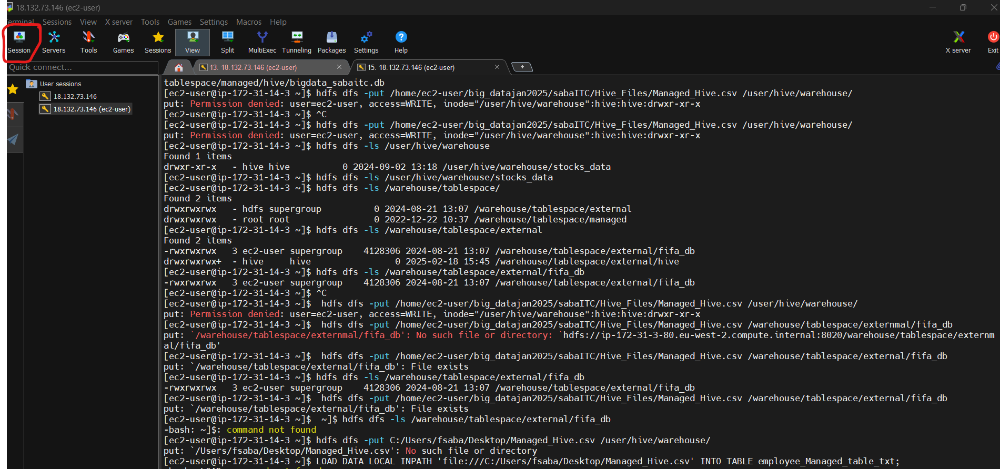 18.132.73.146 (ec2-user)
Terminal Sessions View X server Tools Games Settings Macros Help
Session Servers Tools Games Sessions View Split MultiExec Tunneling Packages Settings Help X server Exit
Quick connect...
13. 18.132.73.146 (ec2-user)
15. 18.132.73.146 (ec2-user)
User sessions
18.132.73.146
18.132.73.146 (ec2-user)
tablespace/managed/hive/bigdata_sabaitc.db
[ec2-user@ip-172-31-14-3 ~]$ hdfs dfs -put /home/ec2-user/big_datajan2025/sabaITC/Hive_Files/Managed_Hive.csv /user/hive/warehouse/
put: Permission denied: user=ec2-user, access=WRITE, inode="/user/hive/warehouse":hive:hive:drwxr-xr-x
[ec2-user@ip-172-31-14-3 ~]$ ^C
[ec2-user@ip-172-31-14-3 ~]$ hdfs dfs -put /home/ec2-user/big_datajan2025/sabaITC/Hive_Files/Managed_Hive.csv /user/hive/warehouse/
put: Permission denied: user=ec2-user, access=WRITE, inode="/user/hive/warehouse":hive:hive:drwxr-xr-x
[ec2-user@ip-172-31-14-3 ~]$ hdfs dfs -ls /user/hive/warehouse
Found 1 items
drwxr-xr-x   - hive hive          0 2024-09-02 13:18 /user/hive/warehouse/stocks_data
[ec2-user@ip-172-31-14-3 ~]$ hdfs dfs -ls /user/hive/warehouse/stocks_data
[ec2-user@ip-172-31-14-3 ~]$ hdfs dfs -ls /warehouse/tablespace/
Found 2 items
drwxrwxrwx   - hdfs supergroup          0 2024-08-21 13:07 /warehouse/tablespace/external
drwxrwxrwx   - root root                0 2022-12-22 10:37 /warehouse/tablespace/managed
[ec2-user@ip-172-31-14-3 ~]$ hdfs dfs -ls /warehouse/tablespace/external
Found 2 items
-rwxrwxrwx   3 ec2-user supergroup    4128306 2024-08-21 13:07 /warehouse/tablespace/external/fifa_db
drwxrwxrwx+  - hive     hive                0 2025-02-18 15:45 /warehouse/tablespace/external/hive
[ec2-user@ip-172-31-14-3 ~]$ hdfs dfs -ls /warehouse/tablespace/external/fifa_db
-rwxrwxrwx   3 ec2-user supergroup    4128306 2024-08-21 13:07 /warehouse/tablespace/external/fifa_db
[ec2-user@ip-172-31-14-3 ~]$ ^C
[ec2-user@ip-172-31-14-3 ~]$  hdfs dfs -put /home/ec2-user/big_datajan2025/sabaITC/Hive_Files/Managed_Hive.csv /user/hive/warehouse/
put: Permission denied: user=ec2-user, access=WRITE, inode="/user/hive/warehouse":hive:hive:drwxr-xr-x
[ec2-user@ip-172-31-14-3 ~]$  hdfs dfs -put /home/ec2-user/big_datajan2025/sabaITC/Hive_Files/Managed_Hive.csv /warehouse/tablespace/externmal/fifa_db
put: `/warehouse/tablespace/externmal/fifa_db': No such file or directory: `hdfs://ip-172-31-3-80.eu-west-2.compute.internal:8020/warehouse/tablespace/externm
al/fifa_db'
[ec2-user@ip-172-31-14-3 ~]$  hdfs dfs -put /home/ec2-user/big_datajan2025/sabaITC/Hive_Files/Managed_Hive.csv /warehouse/tablespace/external/fifa_db
put: `/warehouse/tablespace/external/fifa_db': File exists
[ec2-user@ip-172-31-14-3 ~]$ hdfs dfs -ls /warehouse/tablespace/external/fifa_db
-rwxrwxrwx   3 ec2-user supergroup    4128306 2024-08-21 13:07 /warehouse/tablespace/external/fifa_db
[ec2-user@ip-172-31-14-3 ~]$  hdfs dfs -put /home/ec2-user/big_datajan2025/sabaITC/Hive_Files/Managed_Hive.csv /warehouse/tablespace/external/fifa_db
put: `/warehouse/tablespace/external/fifa_db': File exists
[ec2-user@ip-172-31-14-3 ~]$  ~]$ hdfs dfs -ls /warehouse/tablespace/external/fifa_db
-bash: ~]$: command not found
[ec2-user@ip-172-31-14-3 ~]$ hdfs dfs -put C:/Users/fsaba/Desktop/Managed_Hive.csv /user/hive/warehouse/
put: `/Users/fsaba/Desktop/Managed_Hive.csv': No such file or directory
[ec2-user@ip-172-31-14-3 ~]$ LOAD DATA LOCAL INPATH 'file:///C:/Users/fsaba/Desktop/Managed_Hive.csv' INTO TABLE employee_Managed_table_txt;